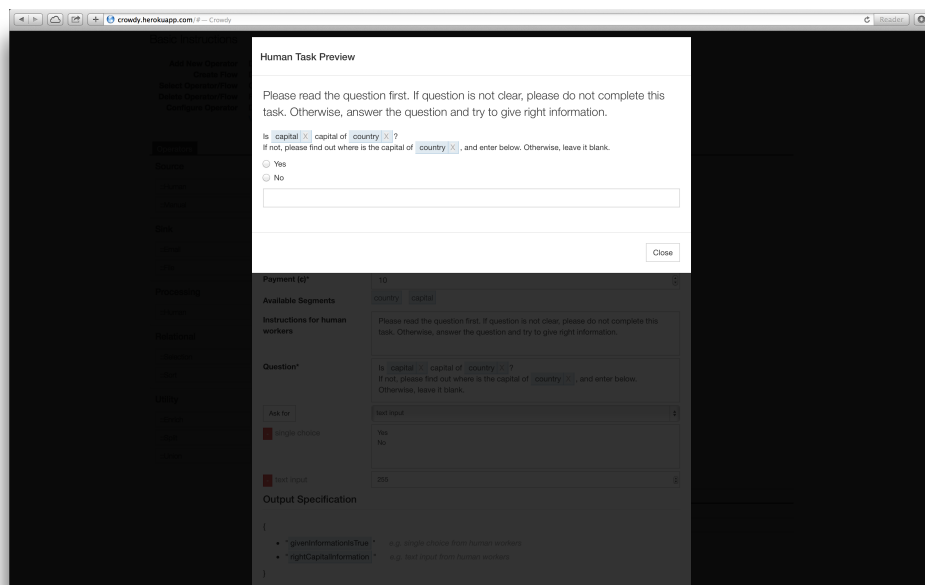 crowdy.herokuapp.com/# — Crowdy
Reader
Human Task Preview
Please read the question first. If question is not clear, please do not complete this
task. Otherwise, answer the question and try to give right information.
Is capital X capital of country X ?
If not, please find out where is the capital of country X , and enter below. Otherwise, leave it blank.
Yes
No
Close
Payment (¢)* 10
Available Segments country capital
Instructions for human
workers
Please read the question first. If question is not clear, please do not complete this
task. Otherwise, answer the question and try to give right information.
Question*
Is capital X capital of country X ?
If not, please find out where is the capital of country X , and enter below.
Otherwise, leave it blank.
Ask for text input
single choice
Yes
No
text input 250
Output Specification
{
• "givenInformationIsTrue" e.g. single choice from human workers
• "rightCapitalInformation" e.g. text input from human workers
}